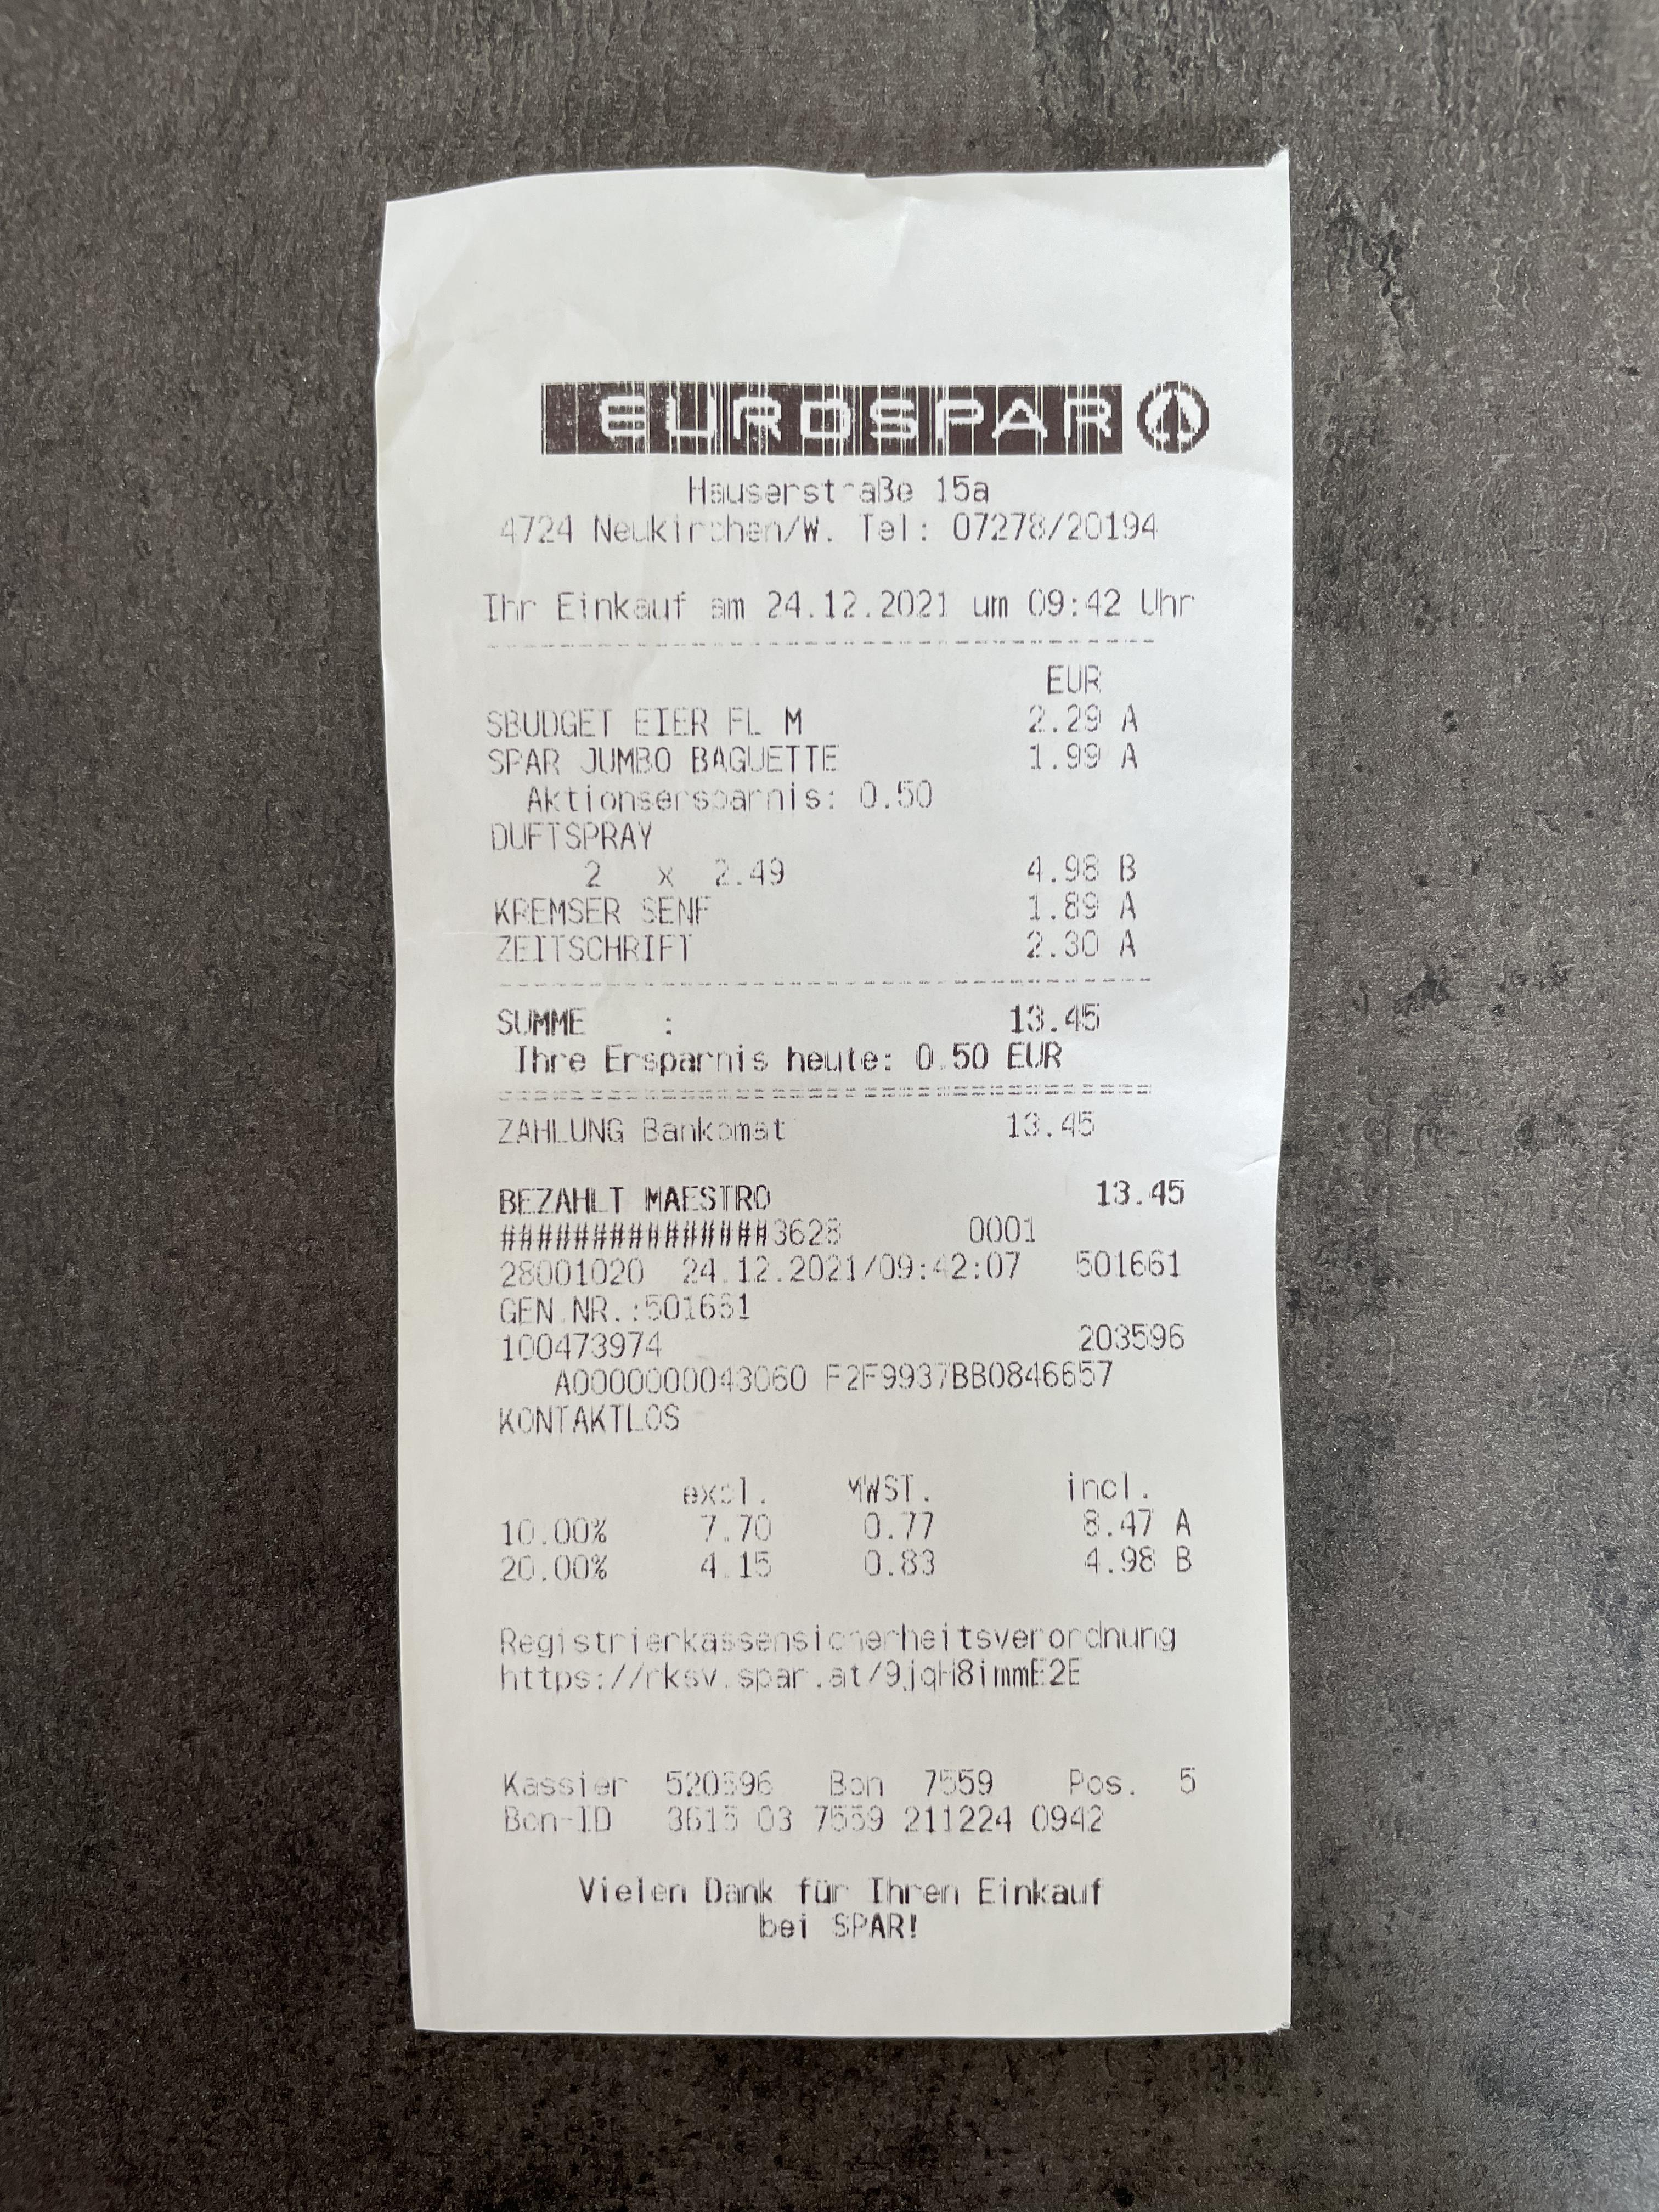 EUROSPAR
Hauserstraße 15a
4724 Neukirchen/W. Tel: 07278/20194
Ihr Einkauf am 24.12.2021 um 09:42 Uhr
EUR
SBUDGET EIER FL M 2.29 A
SPAR JUMBO BAGUETTE 1.99 A
Aktionsersparnis: 0.50
DUFTSPRAY
2 x 2.49 4.98 B
KREMSER SENF 1.89 A
ZEITSCHRIFT 2.30 A
SUMME : 13.45
Ihre Ersparnis heute: 0.50 EUR
ZAHLUNG Bankomat 13.45
BEZAHLT MAESTRO 13.45
###############3628 0001
28001020 24.12.2021/09:42:07 501661
GEN.NR.:501661
100473974 203596
A0000000043060 F2F9937BB0846657
KONTAKTLOS
excl. MWST. incl.
10.00% 7.70 0.77 8.47 A
20.00% 4.15 0.83 4.98 B
Registrierkassensicherheitsverordnung
https://rksv.spar.at/9jqH8immE2E
Kassier 520596 Bon 7559 Pos. 5
Bon-ID 3615 03 7559 211224 0942
Vielen Dank für Ihren Einkauf
bei SPAR!